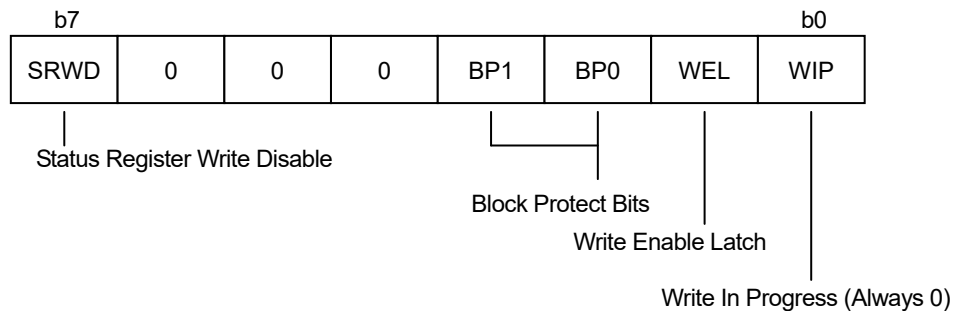 b7 b0
SRWD 0 0 0 BP1 BP0 WEL WIP
Status Register Write Disable
Block Protect Bits
Write Enable Latch
Write In Progress (Always 0)